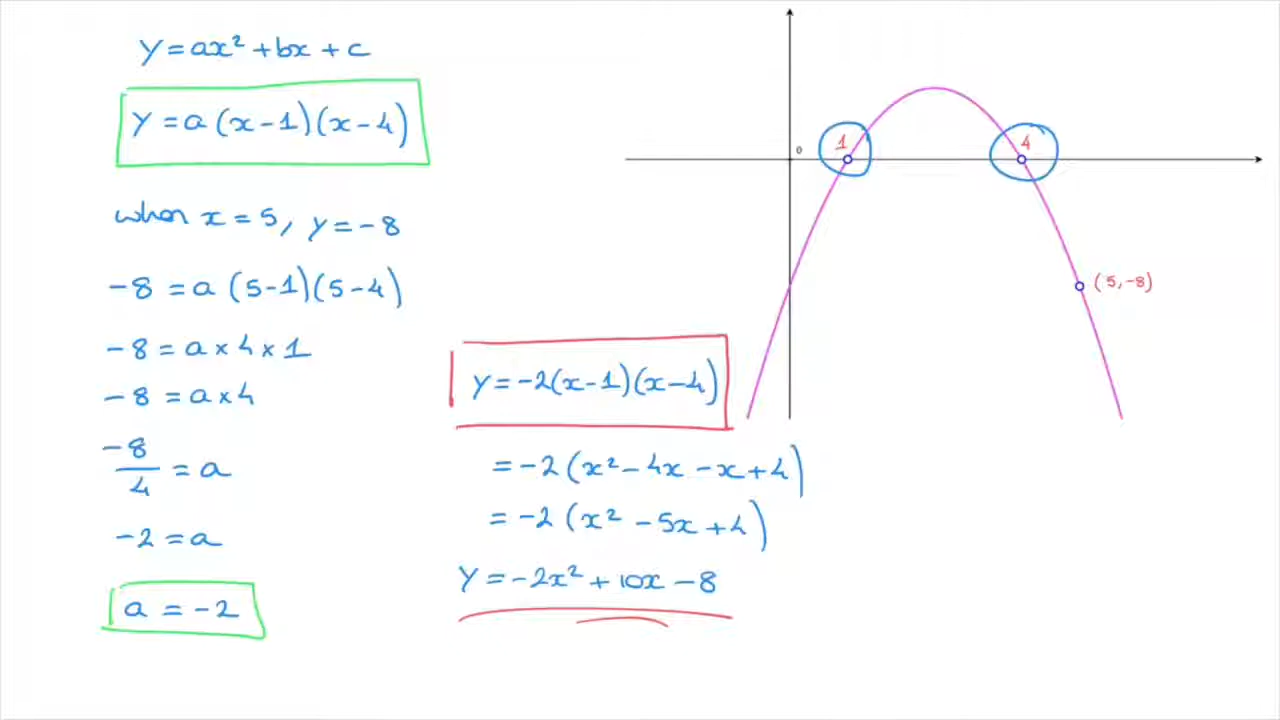 y = ax² + bx + c
y = a(x-1)(x-4)
when x = 5, y = -8
-8 = a(5-1)(5-4)
-8 = a × 4 × 1
-8 = a × 4
-8/4 = a
-2 = a
a = -2
y = -2(x-1)(x-4)
= -2(x² - 4x - x + 4)
= -2(x² - 5x + 4)
y = -2x² + 10x - 8
0
1
4
(5,-8)